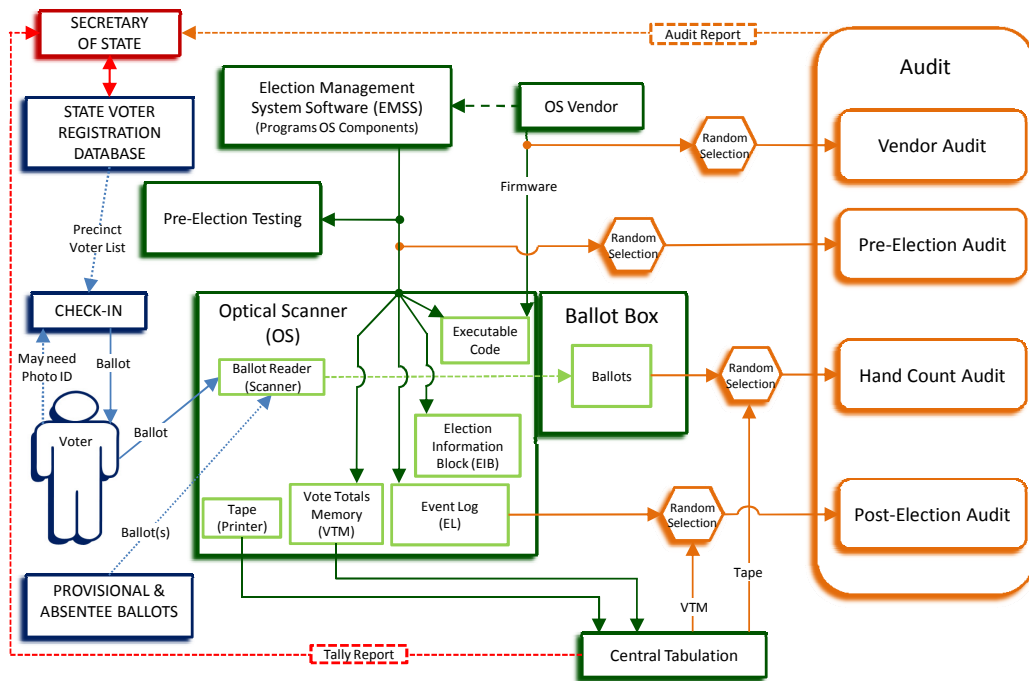 SECRETARY
OF STATE
Audit Report
Audit
Election Management
System Software (EMSS)
(Programs OS Components)
OS Vendor
STATE VOTER
REGISTRATION
DATABASE
Random
Selection
Vendor Audit
Firmware
Pre-Election Testing
Precinct
Voter List
Random
Selection
Pre-Election Audit
CHECK-IN
Optical Scanner
(OS)
Executable
Code
Ballot Box
May need
Photo ID
Ballot
Ballot Reader
(Scanner)
Ballots
Random
Selection
Hand Count Audit
Voter
Ballot
Election
Information
Block (EIB)
Tape
(Printer)
Vote Totals
Memory
(VTM)
Event Log
(EL)
Random
Selection
Post-Election Audit
Ballot(s)
Tape
PROVISIONAL &
ABSENTEE BALLOTS
VTM
Tally Report
Central Tabulation